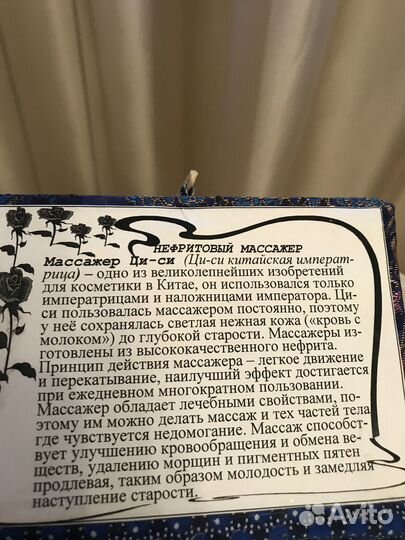 НЕФРИТОВЫЙ МАССАЖЕР
Массажер Ци-си (Ци-си китайская императ-
рица) – одно из великолепнейших изобретений
для косметики в Китае, он использовался только
императрицами и наложницами императора. Ци-
си пользовалась массажером постоянно, поэтому
у неё сохранялась светлая нежная кожа («кровь с
молоком») до глубокой старости. Массажеры из-
готовлены из высококачественного нефрита.
Принцип действия массажера – легкое движение
и перекатывание, наилучший эффект достигается
при ежедневном многократном пользовании.
Массажер обладает лечебными свойствами, по-
этому им можно делать массаж и тех частей тела
где чувствуется недомогание. Массаж способст-
вует улучшению кровообращения и обмена ве-
ществ, удалению морщин и пигментных пятен
продлевая, таким образом молодость и замедляя
наступление старости.
Avito